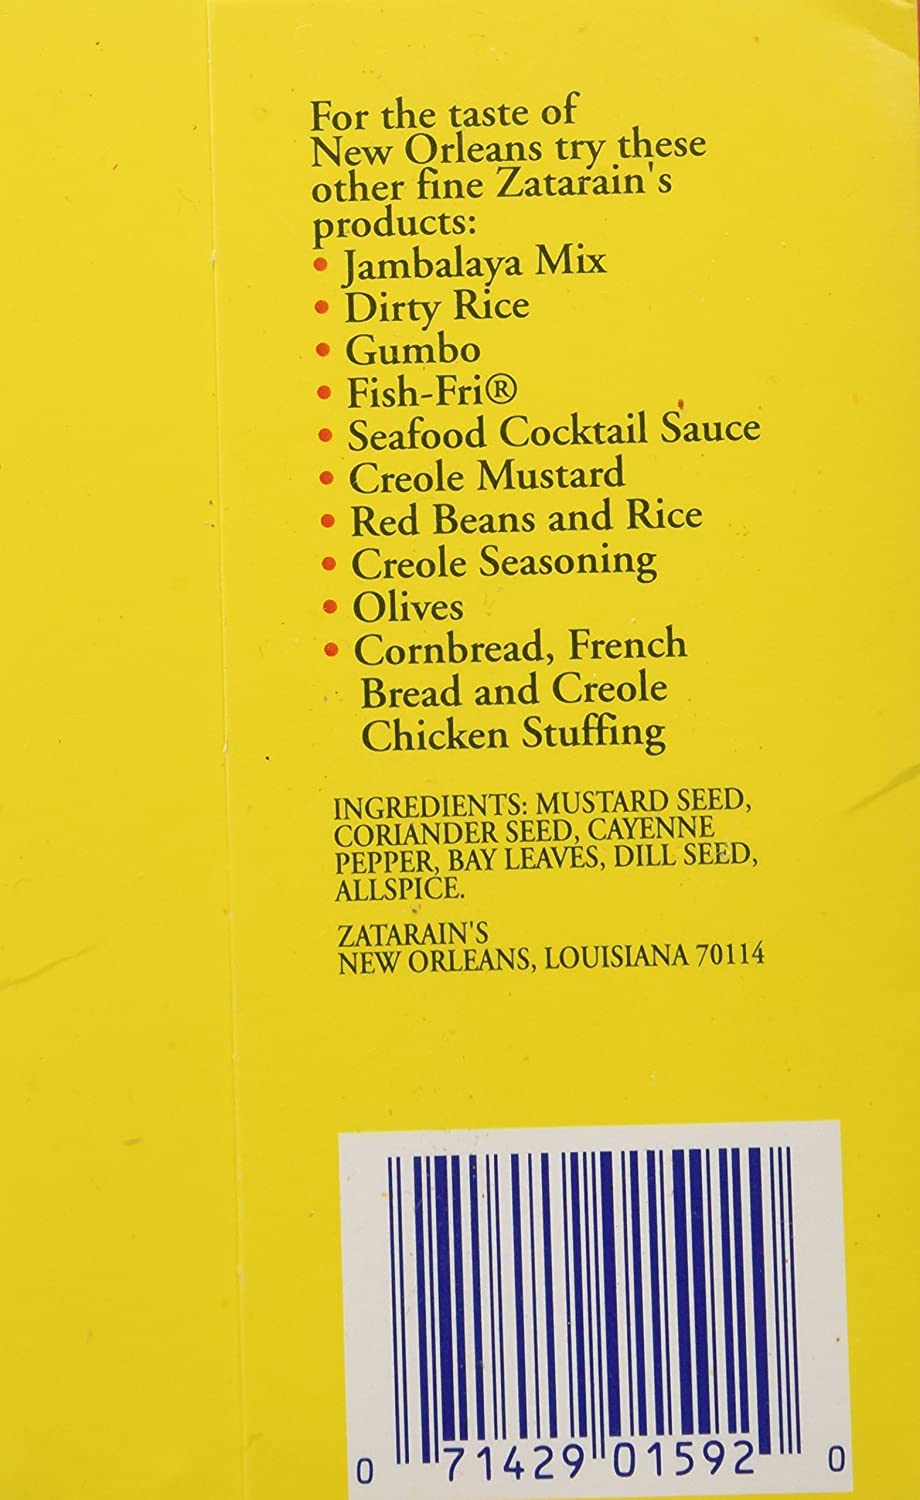 For the taste of
New Orleans try these
other fine Zatarain's
products:
• Jambalaya Mix
• Dirty Rice
• Gumbo
• Fish-Fri®
• Seafood Cocktail Sauce
• Creole Mustard
• Red Beans and Rice
• Creole Seasoning
• Olives
• Cornbread, French
Bread and Creole
Chicken Stuffing
INGREDIENTS: MUSTARD SEED,
CORIANDER SEED, CAYENNE
PEPPER, BAY LEAVES, DILL SEED,
ALLSPICE.
ZATARAIN'S
NEW ORLEANS, LOUISIANA 70114
0 71429 01592 0